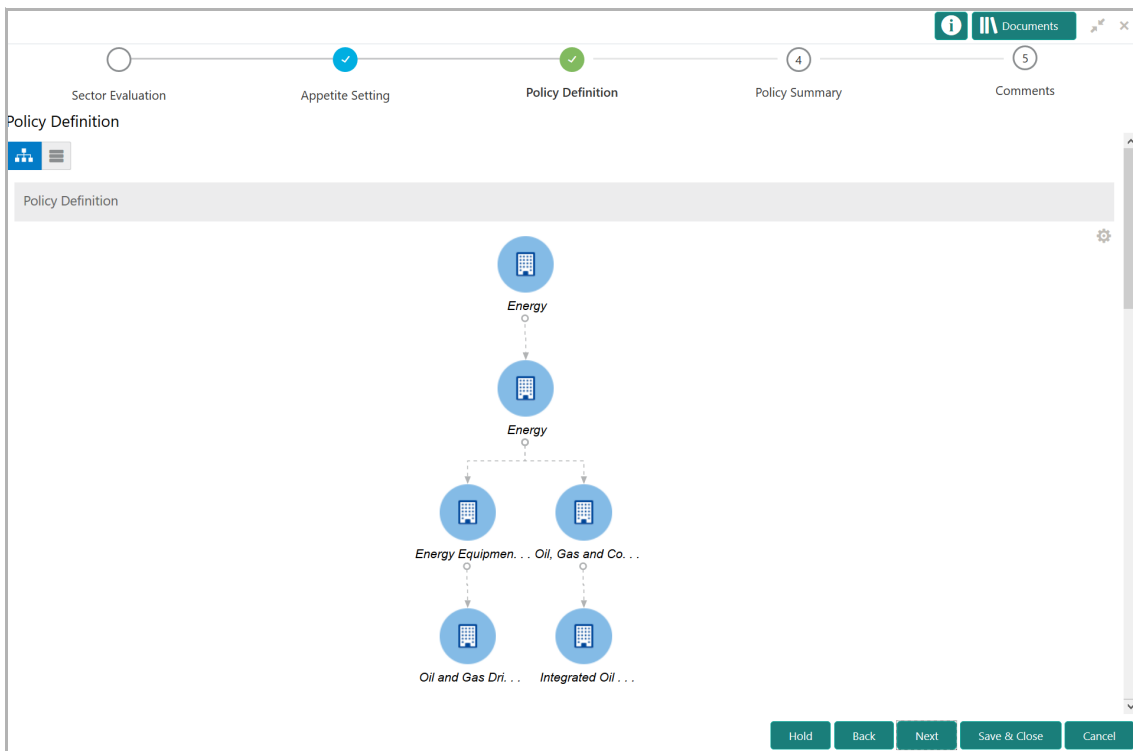 Documents
4
5
Sector Evaluation
Appetite Setting
Policy Definition
Policy Summary
Comments
Policy Definition
Policy Definition
Energy
Energy
Energy Equipmen. . .
Oil, Gas and Co. . .
Oil and Gas Dri. . .
Integrated Oil . . .
Hold
Back
Next
Save & Close
Cancel